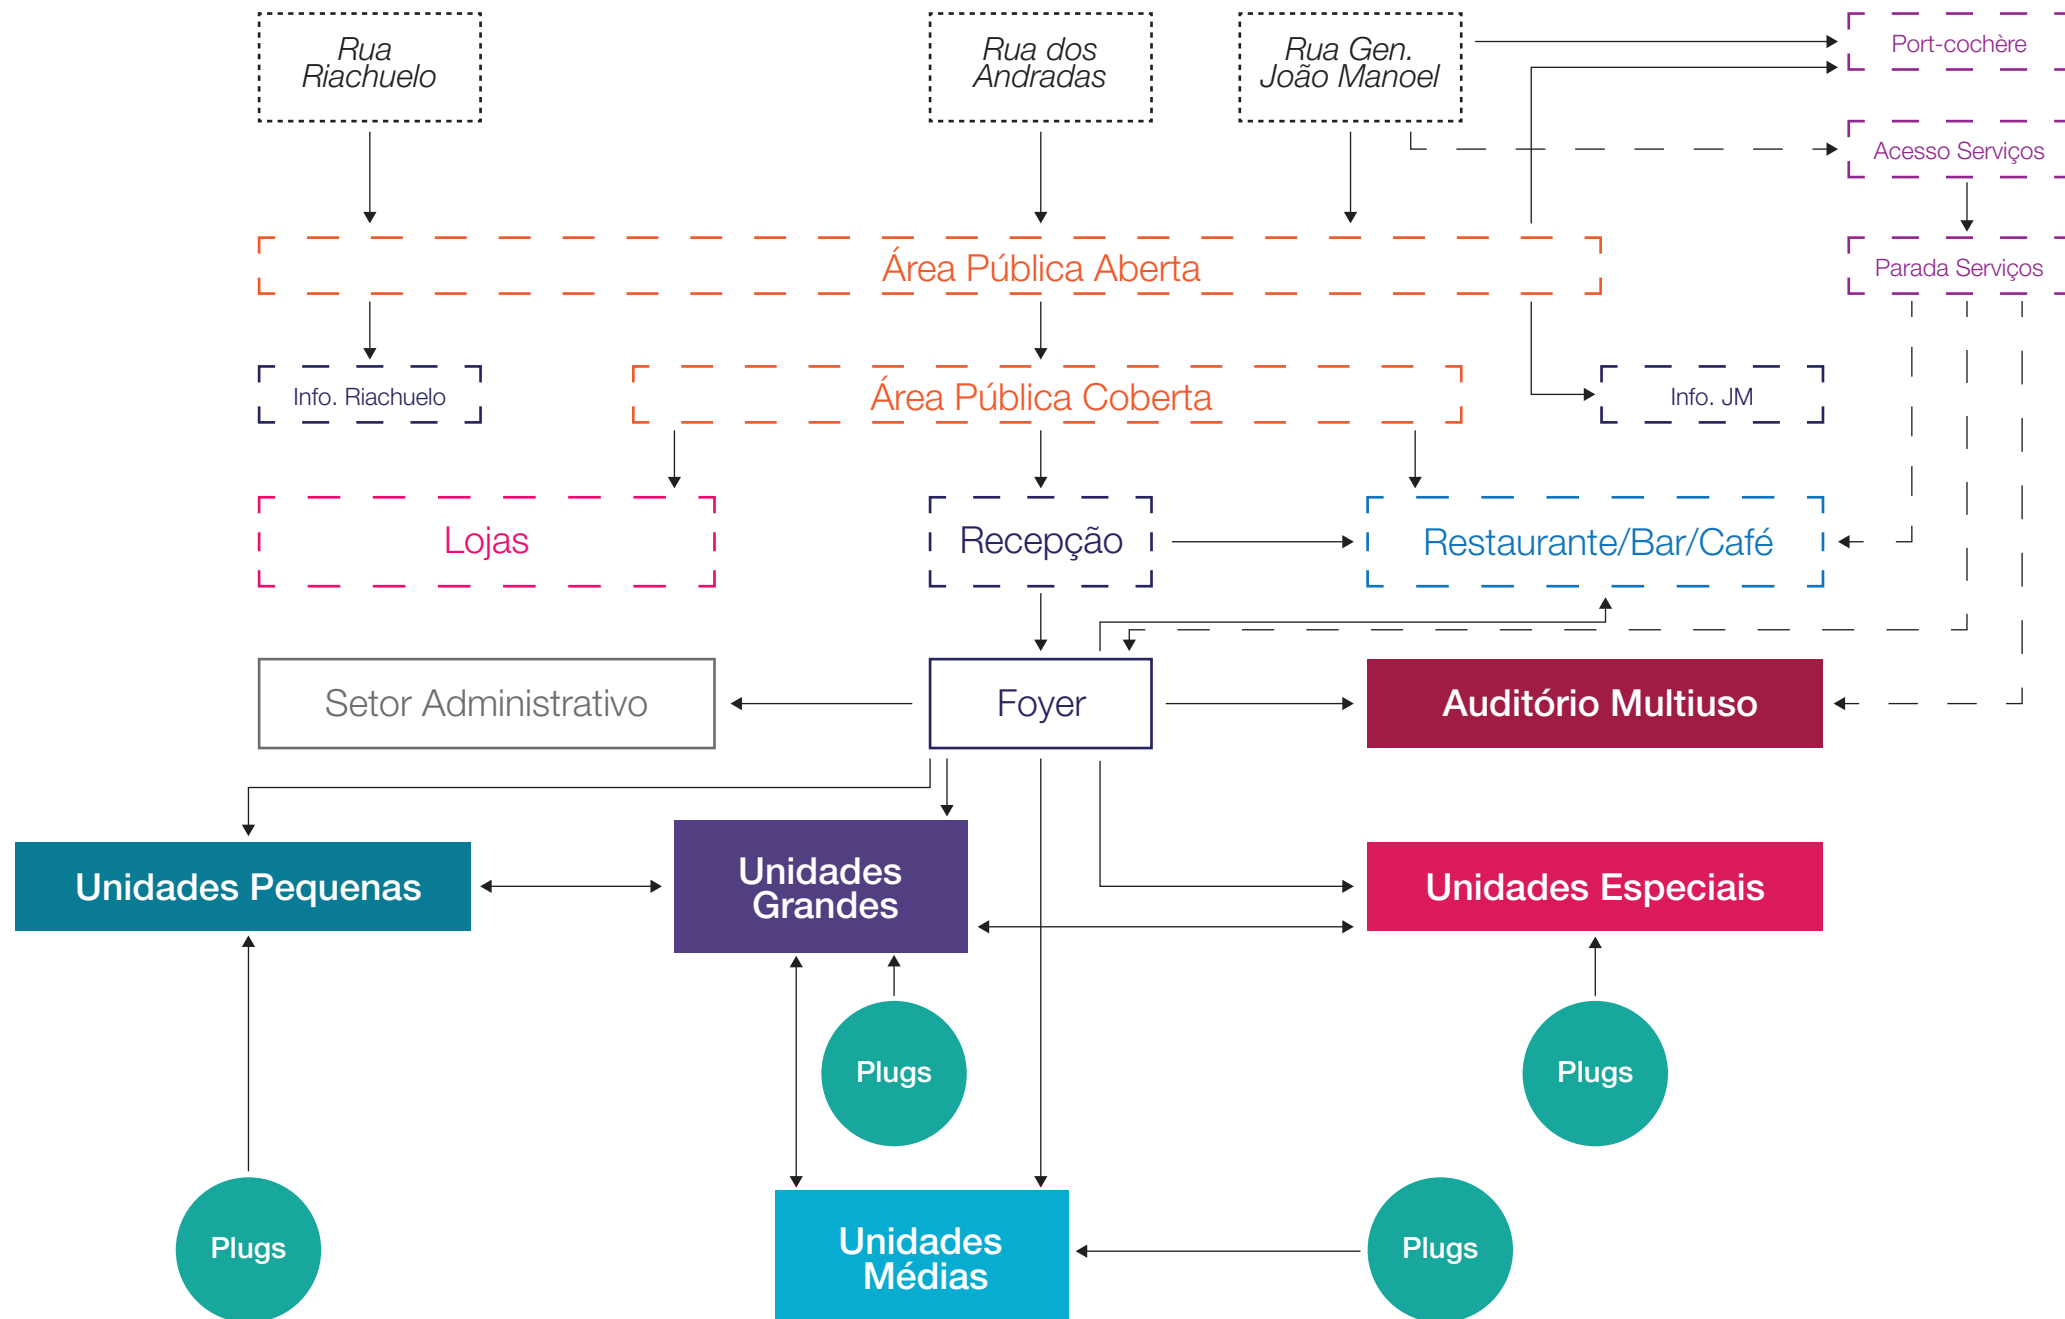 Rua
Riachuelo
Rua dos
Andradas
Rua Gen.
João Manoel
Port-cochère
Acesso Serviços
Área Pública Aberta
Parada Serviços
Info. Riachuelo
Área Pública Coberta
Info. JM
Lojas
Recepção
Restaurante/Bar/Café
Setor Administrativo
Foyer
Auditório Multiuso
Unidades Pequenas
Unidades
Grandes
Unidades Especiais
Plugs
Plugs
Plugs
Unidades
Médias
Plugs